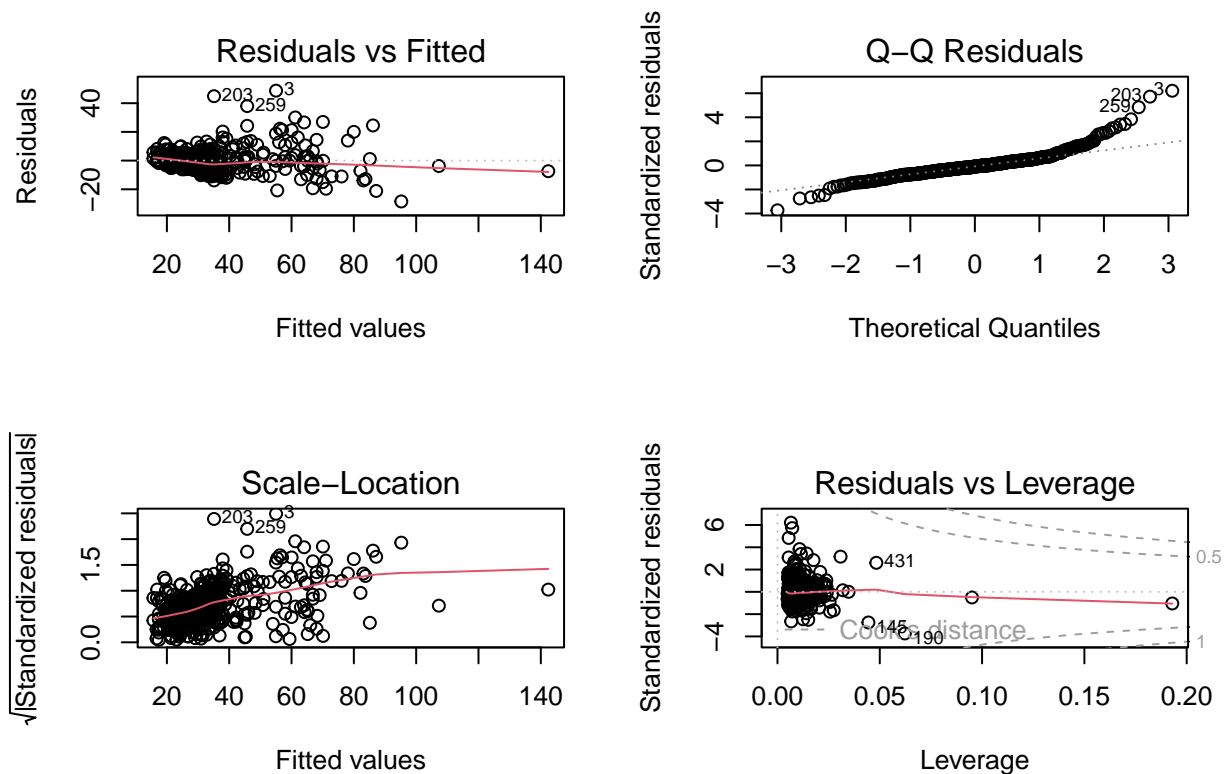 Residuals vs Fitted
Residuals
40
−20
203
3
259
20 40 60 80 100 140
Fitted values
Q−Q Residuals
Standardized residuals
4
0
−4
203
3
259
−3 −2 −1 0 1 2 3
Theoretical Quantiles
Scale−Location
√|Standardized residuals|
1.5
0.0
203
3
259
20 40 60 80 100 140
Fitted values
Residuals vs Leverage
Standardized residuals
6
2
−4
431
145
190
Cook's distance
0.5
1
0.00 0.05 0.10 0.15 0.20
Leverage